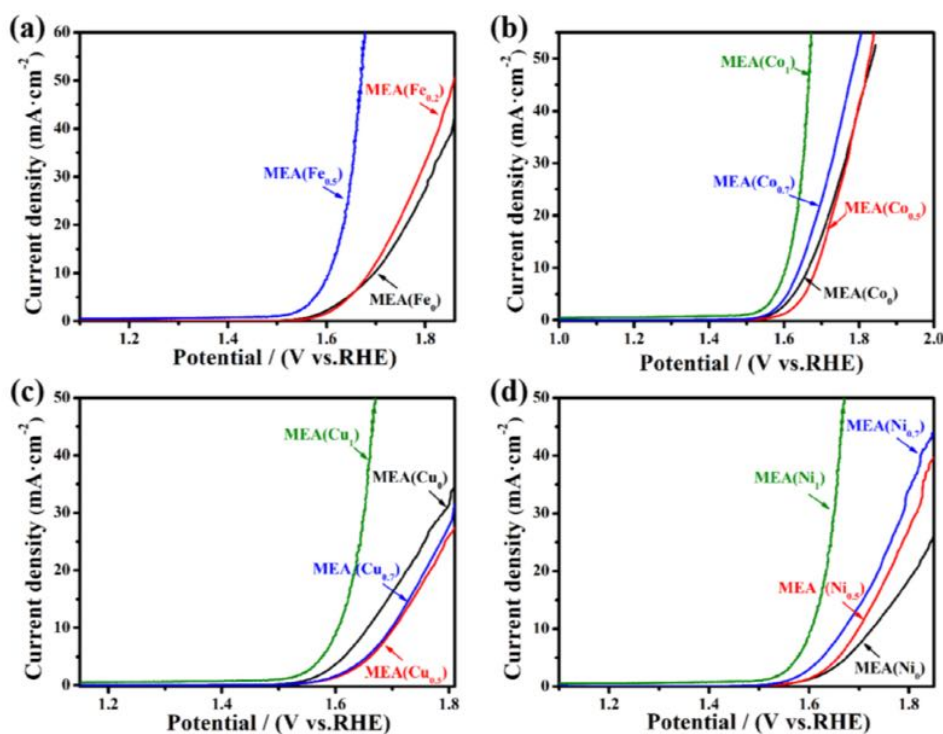 (a)
60
50
40
30
20
10
0
Current density (mA·cm⁻²)
MEA(Fe₀.₂)
MEA(Fe₀.₅)
MEA(Fe₀)
1.2 1.4 1.6 1.8
Potential / (V vs.RHE)
(b)
50
40
30
20
10
0
Current density (mA·cm⁻²)
MEA(Co₁)
MEA(Co₀.₇)
MEA(Co₀.₅)
MEA(Co₀)
1.0 1.2 1.4 1.6 1.8 2.0
Potential / (V vs.RHE)
(c)
50
40
30
20
10
0
Current density (mA·cm⁻²)
MEA(Cu₁)
MEA(Cu₀)
MEA (Cu₀.₇)
MEA(Cu₀.₅)
1.2 1.4 1.6 1.8
Potential / (V vs.RHE)
(d)
50
40
30
20
10
0
Current density (mA·cm⁻²)
MEA(Ni₀.₇)
MEA(Ni₁)
MEA (Ni₀.₅)
MEA(Ni₀)
1.2 1.4 1.6 1.8
Potential / (V vs.RHE)